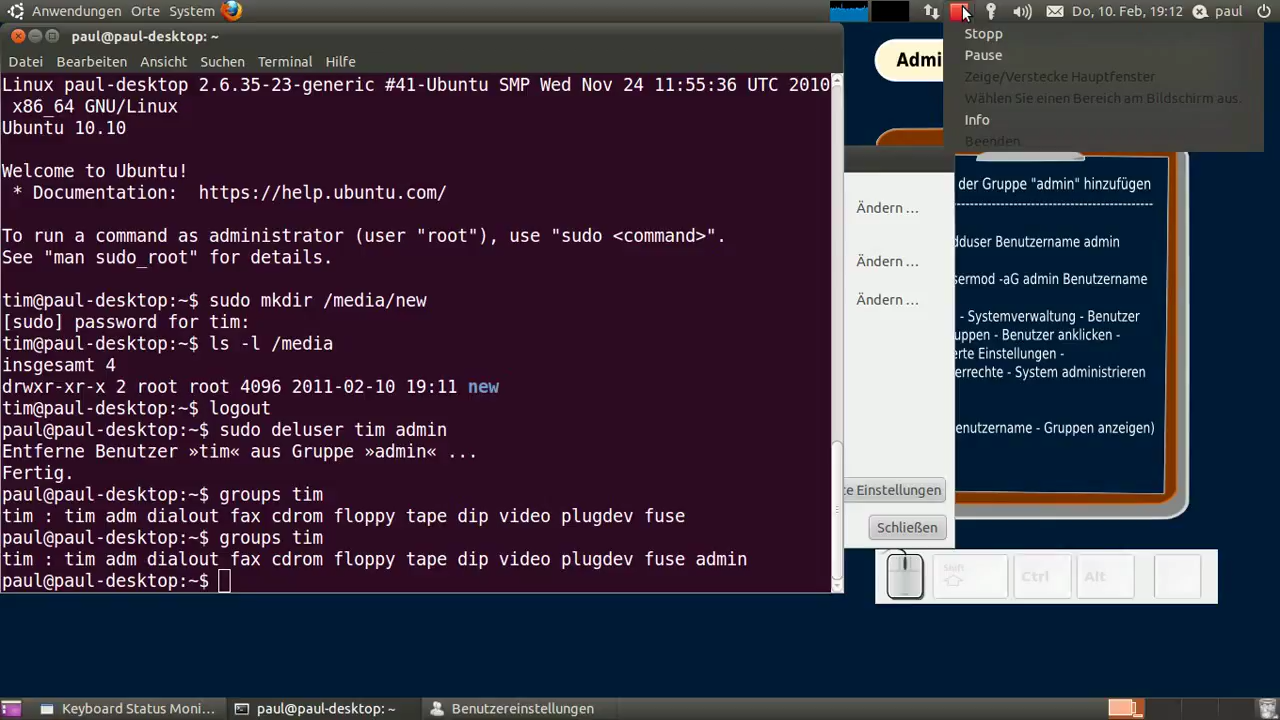 Anwendungen Orte System
Do, 10. Feb, 19:12 paul
paul@paul-desktop: ~
Datei Bearbeiten Ansicht Suchen Terminal Hilfe
Linux paul-desktop 2.6.35-23-generic #41-Ubuntu SMP Wed Nov 24 11:55:36 UTC 2010
x86_64 GNU/Linux
Ubuntu 10.10
Welcome to Ubuntu!
* Documentation:  https://help.ubuntu.com/
To run a command as administrator (user "root"), use "sudo <command>".
See "man sudo_root" for details.
tim@paul-desktop:~$ sudo mkdir /media/new
[sudo] password for tim:
tim@paul-desktop:~$ ls -l /media
insgesamt 4
drwxr-xr-x 2 root root 4096 2011-02-10 19:11 new
tim@paul-desktop:~$ logout
paul@paul-desktop:~$ sudo deluser tim admin
Entferne Benutzer »tim« aus Gruppe »admin« ...
Fertig.
paul@paul-desktop:~$ groups tim
tim : tim adm dialout fax cdrom floppy tape dip video plugdev fuse
paul@paul-desktop:~$ groups tim
tim : tim adm dialout fax cdrom floppy tape dip video plugdev fuse admin
paul@paul-desktop:~$
Admi
Stopp
Pause
Zeige/Verstecke Hauptfenster
Wählen Sie einen Bereich am Bildschirm aus.
Info
Beenden
Ändern ...
Ändern ...
Ändern ...
te Einstellungen
Schließen
der Gruppe "admin" hinzufügen
dduser Benutzername admin
sermod -aG admin Benutzername
- Systemverwaltung - Benutzer
uppen - Benutzer anklicken -
erte Einstellungen -
errechte - System administrieren
enutzername - Gruppen anzeigen)
Shift Ctrl Alt
Keyboard Status Moni...
paul@paul-desktop: ~
Benutzereinstellungen